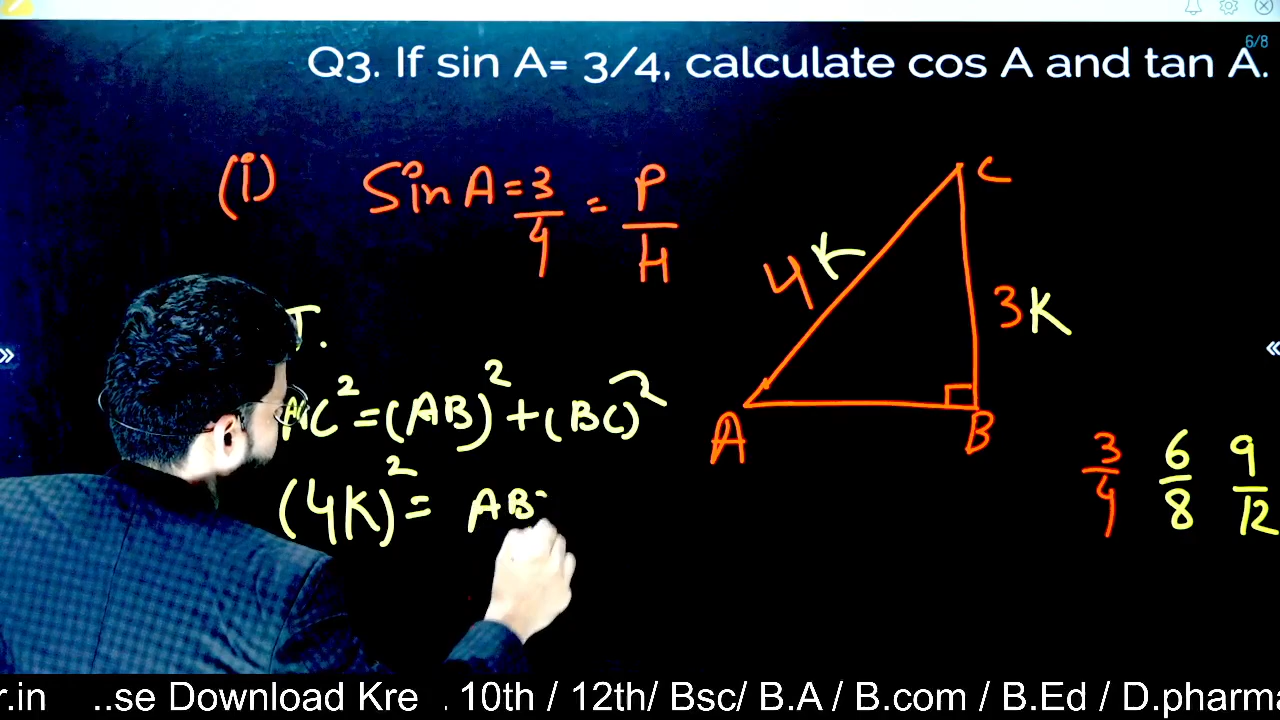 6/8
Q3. If sin A= 3/4, calculate cos A and tan A.
(i) Sin A = 3/4 = P/H
C
4K
3K
T.
AC² = (AB)² + (BC)²
A
B
(4K)² = AB
3/4 6/8 9/12
r.in ..se Download Kre . 10th / 12th/ Bsc/ B.A / B.com / B.Ed / D.pharma